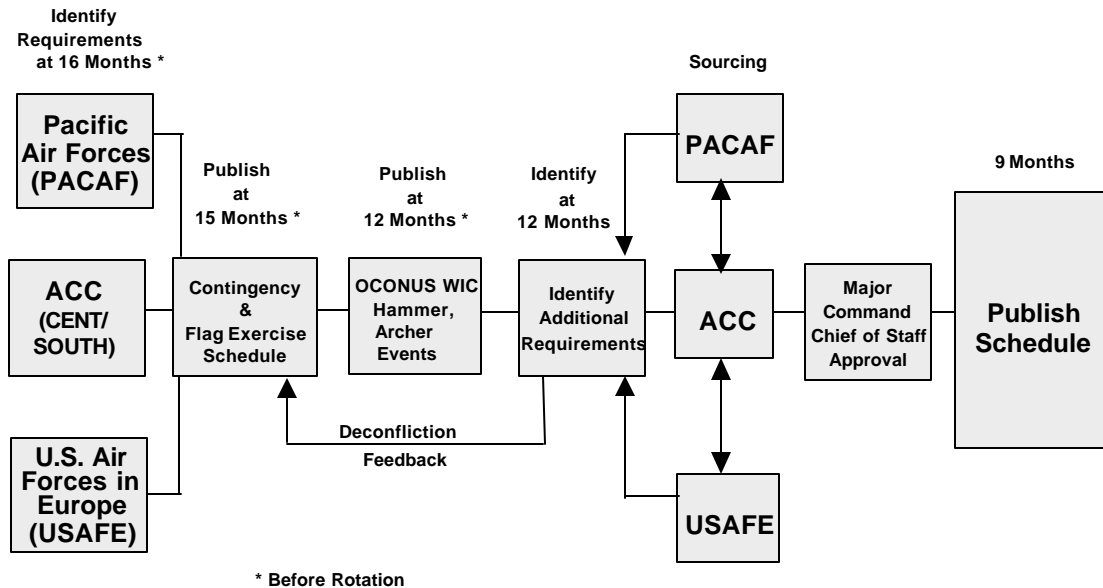 Identify
Requirements
at 16 Months *
Pacific
Air Forces
(PACAF)
ACC
(CENT/
SOUTH)
U.S. Air
Forces in
Europe
(USAFE)
Publish
at
15 Months *
Contingency
&
Flag Exercise
Schedule
Publish
at
12 Months *
OCONUS WIC
Hammer,
Archer
Events
Identify
at
12 Months
Identify
Additional
Requirements
Deconfliction
Feedback
Sourcing
PACAF
ACC
USAFE
Major
Command
Chief of Staff
Approval
9 Months
Publish
Schedule
* Before Rotation